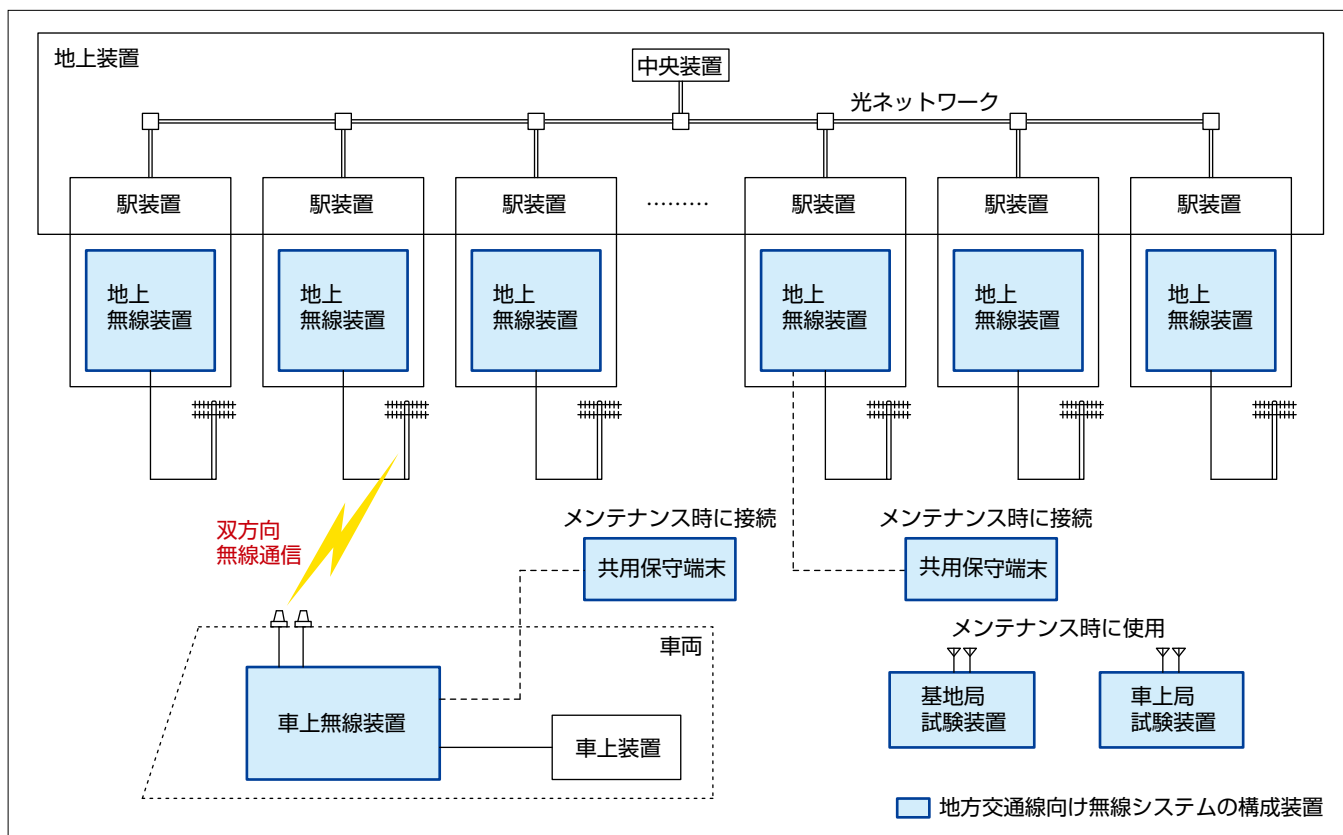 地上装置
中央装置
光ネットワーク
駅装置
駅装置
駅装置
………
駅装置
駅装置
駅装置
地上
無線装置
地上
無線装置
地上
無線装置
地上
無線装置
地上
無線装置
地上
無線装置
双方向
無線通信
メンテナンス時に接続
共用保守端末
メンテナンス時に接続
共用保守端末
車両
車上無線装置
車上装置
メンテナンス時に使用
基地局
試験装置
車上局
試験装置
地方交通線向け無線システムの構成装置